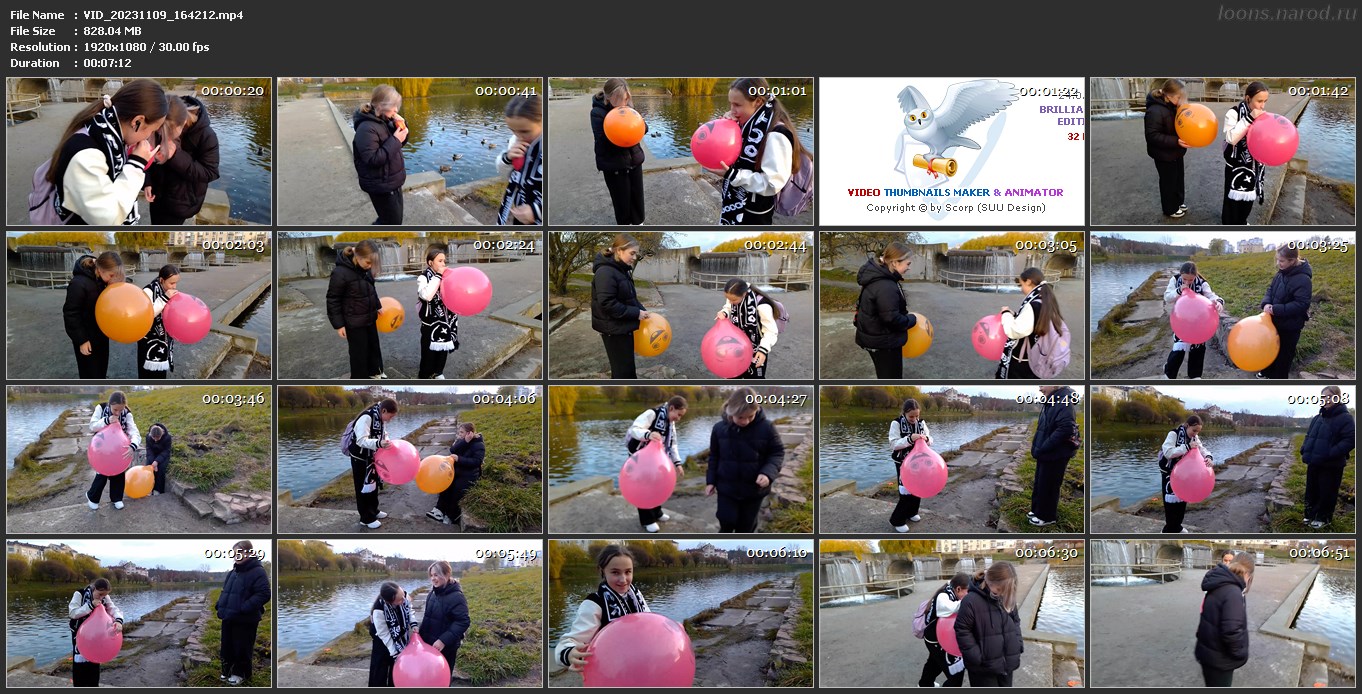 File Name : VID_20231109_164212.mp4
loons.narod.ru
File Size : 828.04 MB
Resolution : 1920x1080 / 30.00 fps
Duration : 00:07:12
00:00:20
00:00:41
00:01:01
00:01:22
BRILLIA
EDITI
32
VIDEO THUMBNAILS MAKER & ANIMATOR
Copyright © by Scorp (SUU Design)
00:01:42
00:02:03
00:02:24
00:02:44
00:03:05
00:03:25
00:03:46
00:04:06
00:04:27
00:04:48
00:05:08
00:05:29
00:05:49
00:06:10
00:06:30
00:06:51